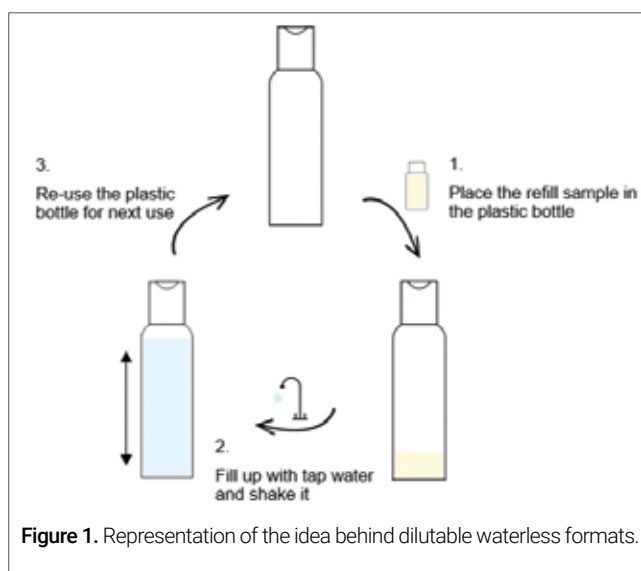 1.
Place the refill sample in
the plastic bottle
2.
Fill up with tap water
and shake it
3.
Re-use the plastic
bottle for next use
Figure 1. Representation of the idea behind dilutable waterless formats.